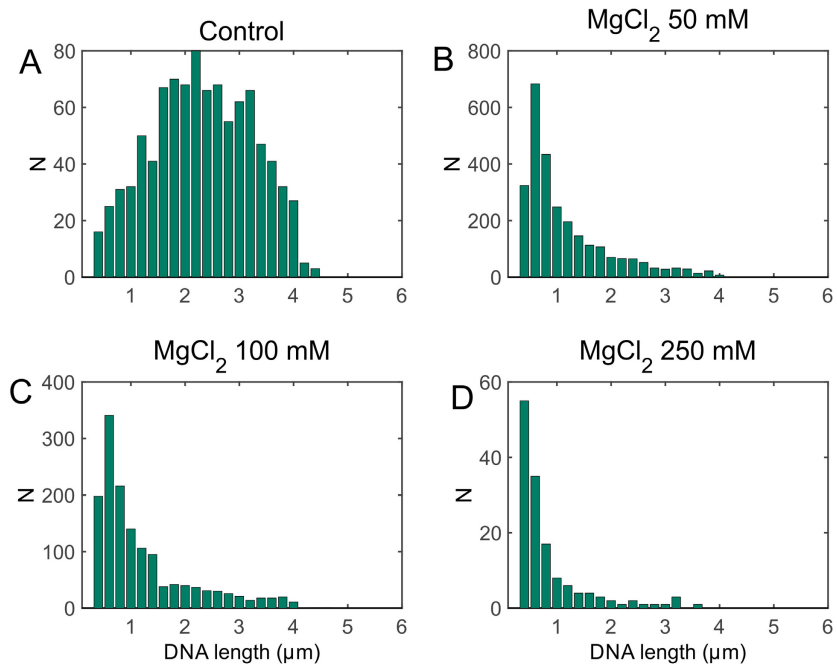 A
Control
80
60
N
40
20
0
1 2 3 4 5 6
B
MgCl₂ 50 mM
800
600
N
400
200
0
1 2 3 4 5 6
C
MgCl₂ 100 mM
400
300
N
200
100
0
1 2 3 4 5 6
DNA length (μm)
D
MgCl₂ 250 mM
60
40
N
20
0
1 2 3 4 5 6
DNA length (μm)